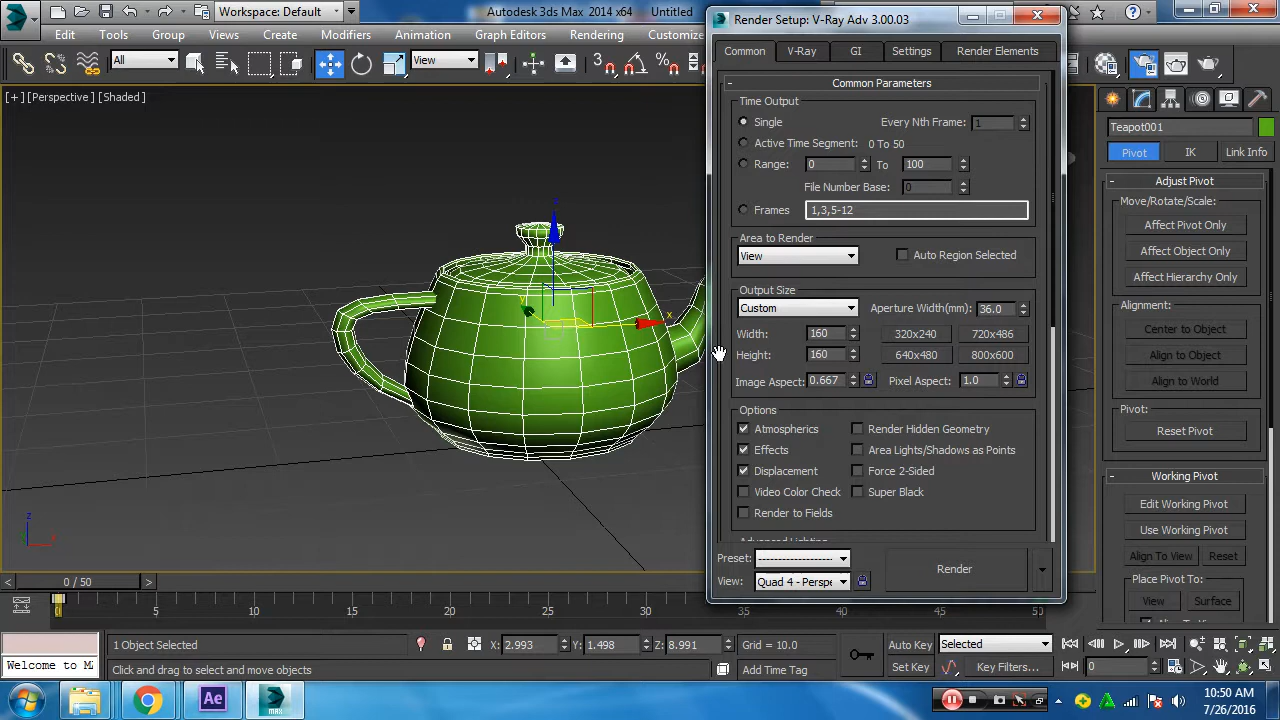 Workspace: Default
Autodesk 3ds Max 2014 x64 Untitled
Edit Tools Group Views Create Modifiers Animation Graph Editors Rendering Customize
MAX
All
View
3
[+] [Perspective] [Shaded]
z
y
x
Render Setup: V-Ray Adv 3.00.03
Common V-Ray GI Settings Render Elements
- Common Parameters
Time Output
Single Every Nth Frame: 1
Active Time Segment: 0 To 50
Range: 0 To 100
File Number Base: 0
Frames 1,3,5-12
Area to Render
View Auto Region Selected
Output Size
Custom Aperture Width(mm): 36.0
Width: 160 320x240 720x486
Height: 160 640x480 800x600
Image Aspect: 0.667 Pixel Aspect: 1.0
Options
Atmospherics Render Hidden Geometry
Effects Area Lights/Shadows as Points
Displacement Force 2-Sided
Video Color Check Super Black
Render to Fields
Preset: --------------------
View: Quad 4 - Perspe
Render
Teapot001
Pivot IK Link Info
- Adjust Pivot
Move/Rotate/Scale:
Affect Pivot Only
Affect Object Only
Affect Hierarchy Only
Alignment:
Center to Object
Align to Object
Align to World
Pivot:
Reset Pivot
- Working Pivot
Edit Working Pivot
Use Working Pivot
Align To View Reset
Place Pivot To:
View Surface
< 0 / 50 >
0 5 10 15 20 25 30 35 40 45 50
1 Object Selected X: 2.993 Y: 1.498 Z: 8.991 Grid = 10.0 Auto Key Selected
Welcome to M
Click and drag to select and move objects Add Time Tag Set Key Key Filters... 0
Ae
MAX
10:50 AM
7/26/2016